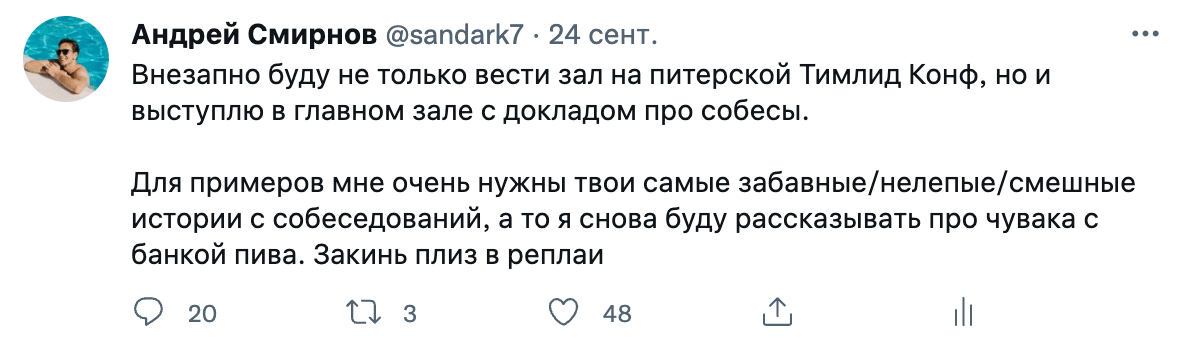 Андрей Смирнов @sandark7 · 24 сент.
Внезапно буду не только вести зал на питерской Тимлид Конф, но и
выступлю в главном зале с докладом про собесы.
Для примеров мне очень нужны твои самые забавные/нелепые/смешные
истории с собеседований, а то я снова буду рассказывать про чувака с
банкой пива. Закинь плиз в реплаи
20 3 48